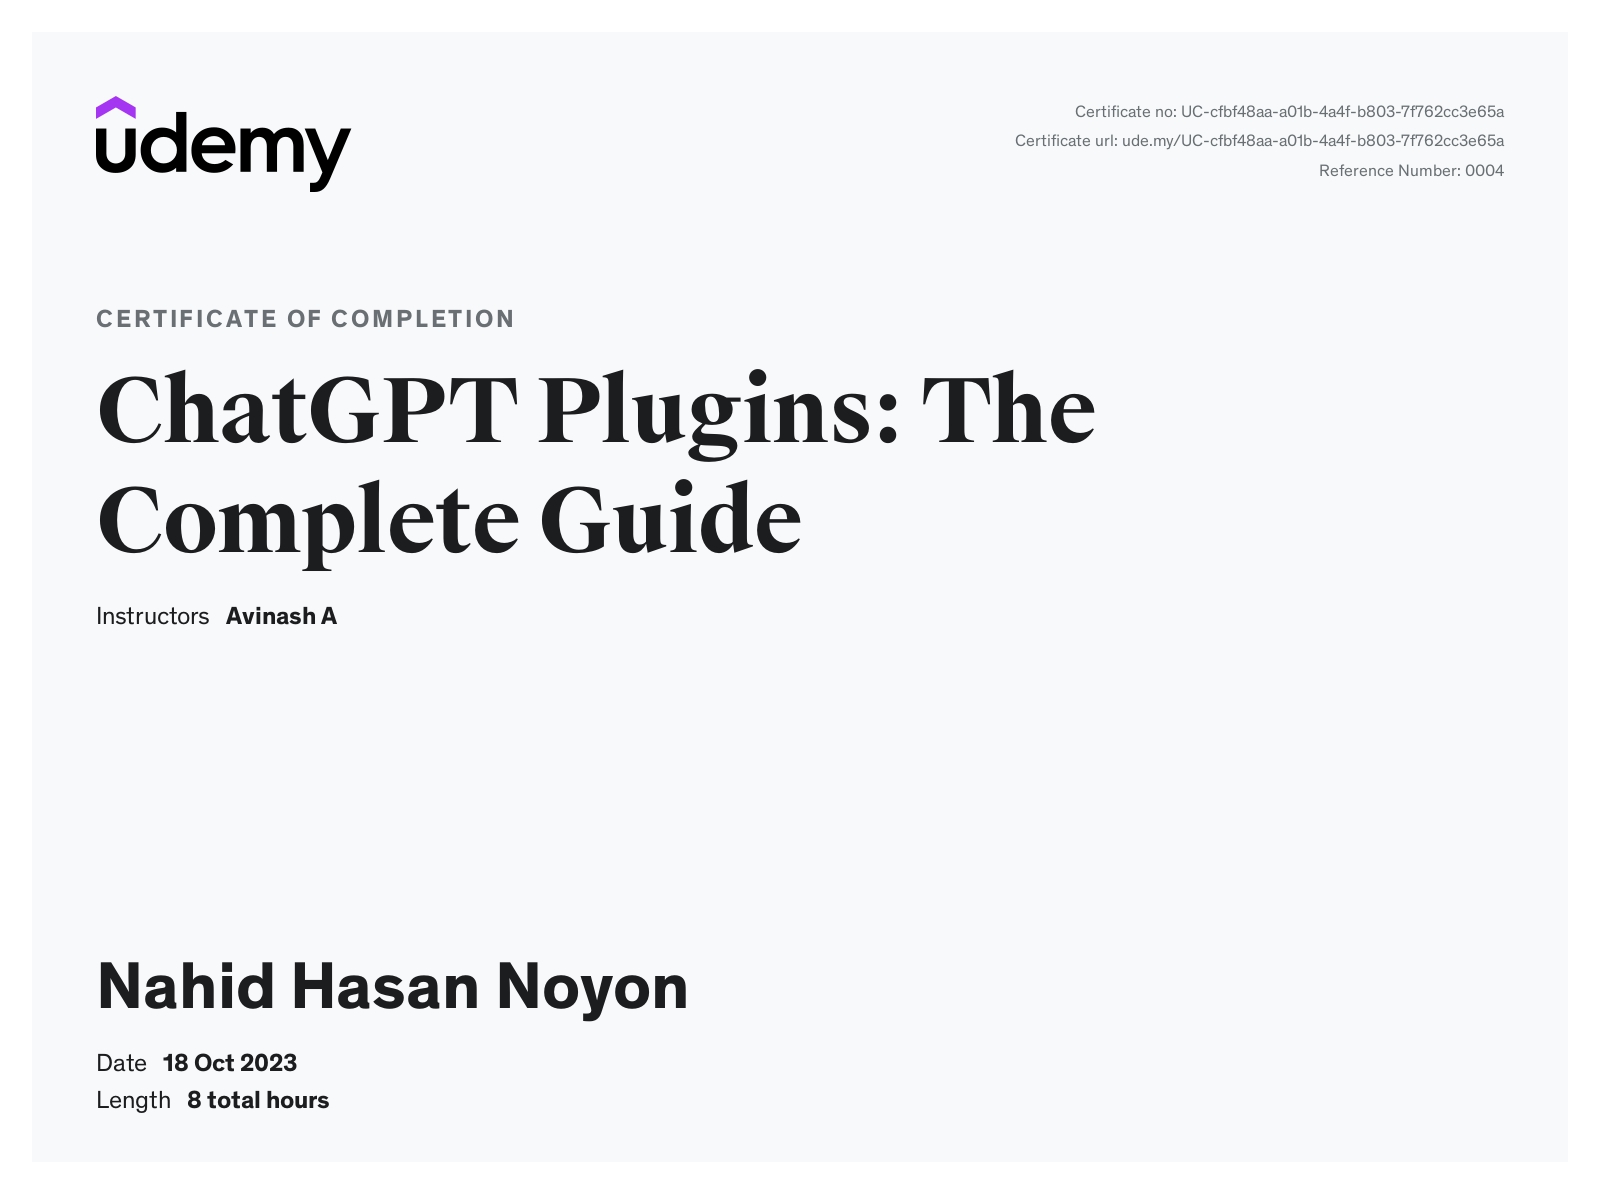 udemy
Certificate no: UC-cfbf48aa-a01b-4a4f-b803-7f762cc3e65a
Certificate url: ude.my/UC-cfbf48aa-a01b-4a4f-b803-7f762cc3e65a
Reference Number: 0004
CERTIFICATE OF COMPLETION
ChatGPT Plugins: The
Complete Guide
Instructors Avinash A
Nahid Hasan Noyon
Date 18 Oct 2023
Length 8 total hours